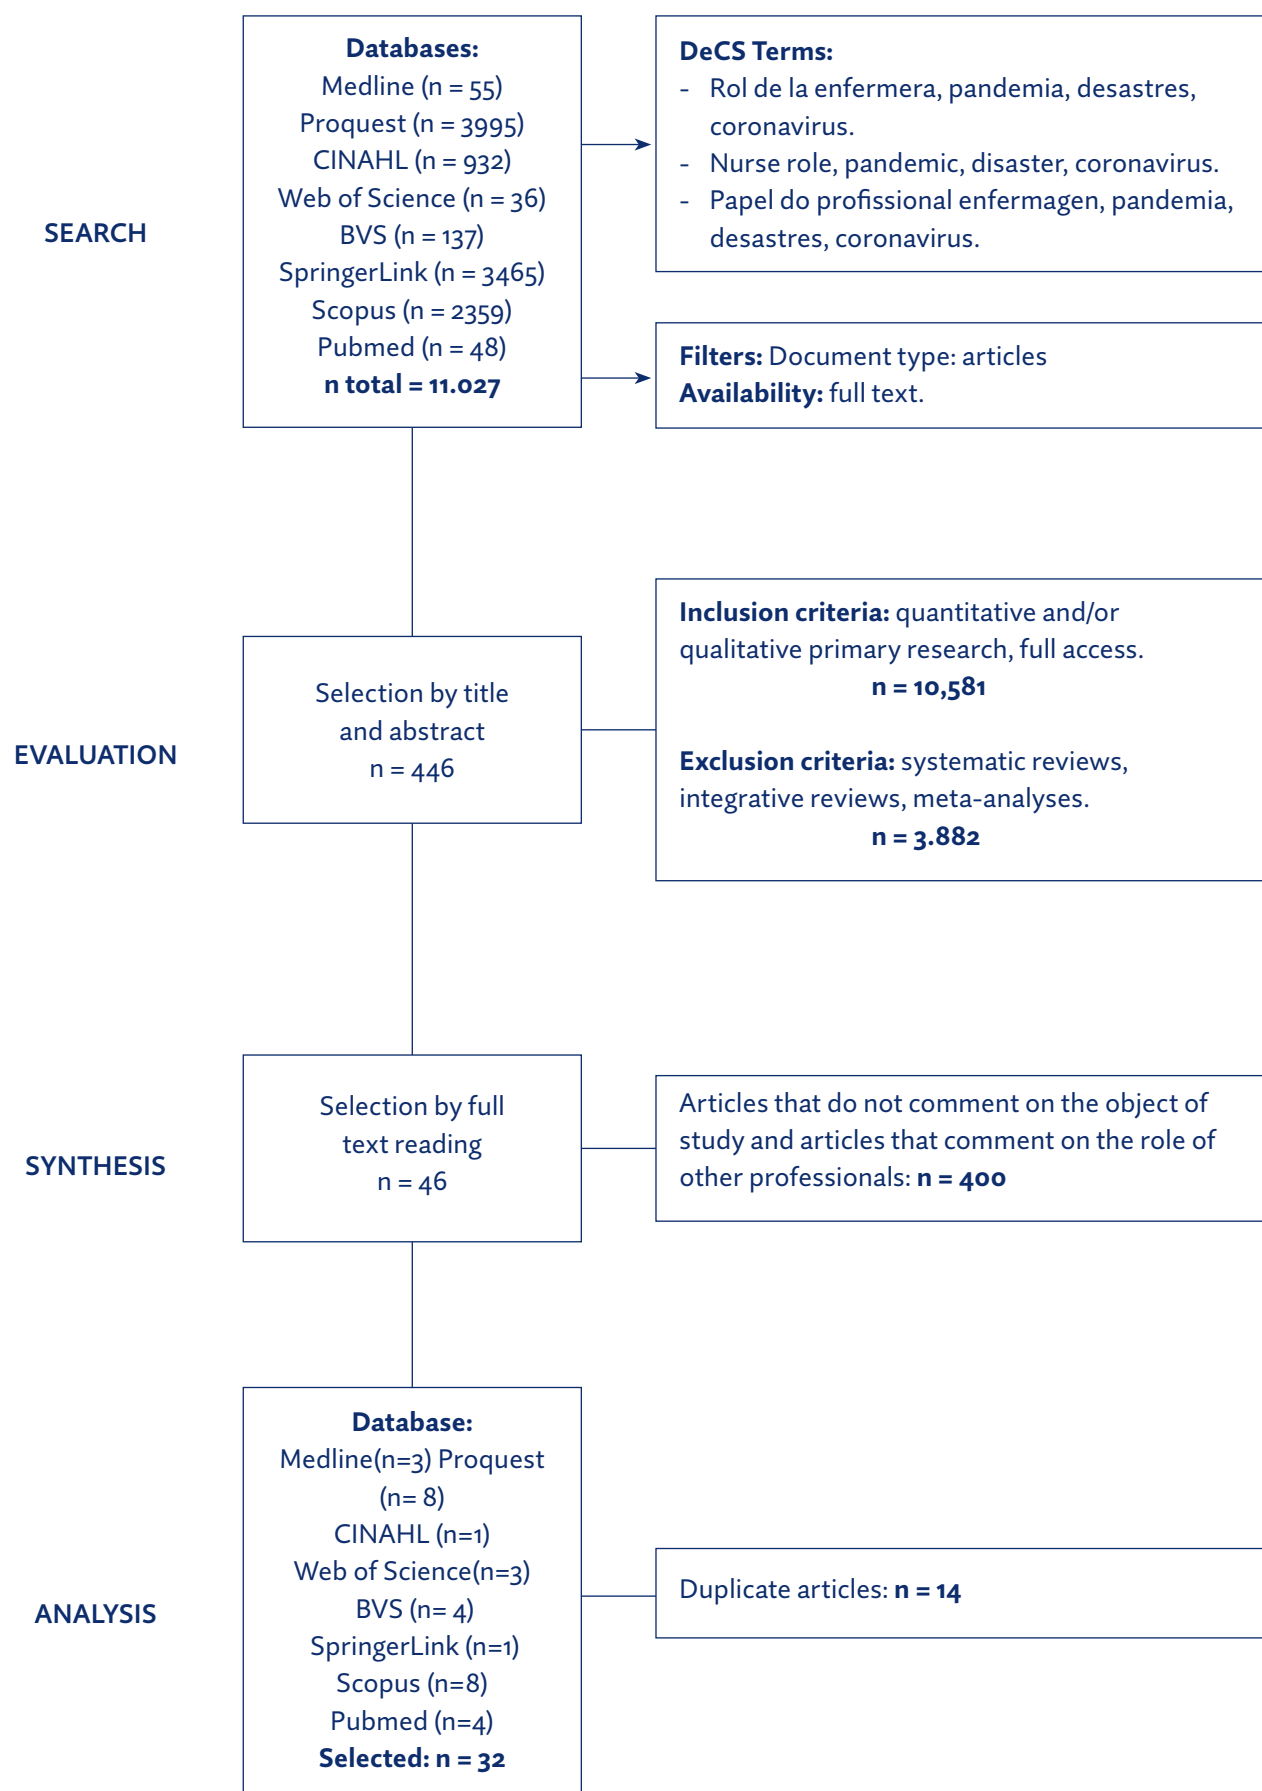 SEARCH
Databases:
Medline (n = 55)
Proquest (n = 3995)
CINAHL (n = 932)
Web of Science (n = 36)
BVS (n = 137)
SpringerLink (n = 3465)
Scopus (n = 2359)
Pubmed (n = 48)
n total = 11.027
DeCS Terms:
- Rol de la enfermera, pandemia, desastres,
coronavirus.
- Nurse role, pandemic, disaster, coronavirus.
- Papel do profissional enfermagen, pandemia,
desastres, coronavirus.
Filters: Document type: articles
Availability: full text.
EVALUATION
Selection by title
and abstract
n = 446
Inclusion criteria: quantitative and/or
qualitative primary research, full access.
n = 10,581
Exclusion criteria: systematic reviews,
integrative reviews, meta-analyses.
n = 3.882
SYNTHESIS
Selection by full
text reading
n = 46
Articles that do not comment on the object of
study and articles that comment on the role of
other professionals: n = 400
ANALYSIS
Database:
Medline(n=3) Proquest
(n= 8)
CINAHL (n=1)
Web of Science(n=3)
BVS (n= 4)
SpringerLink (n=1)
Scopus (n=8)
Pubmed (n=4)
Selected: n = 32
Duplicate articles: n = 14